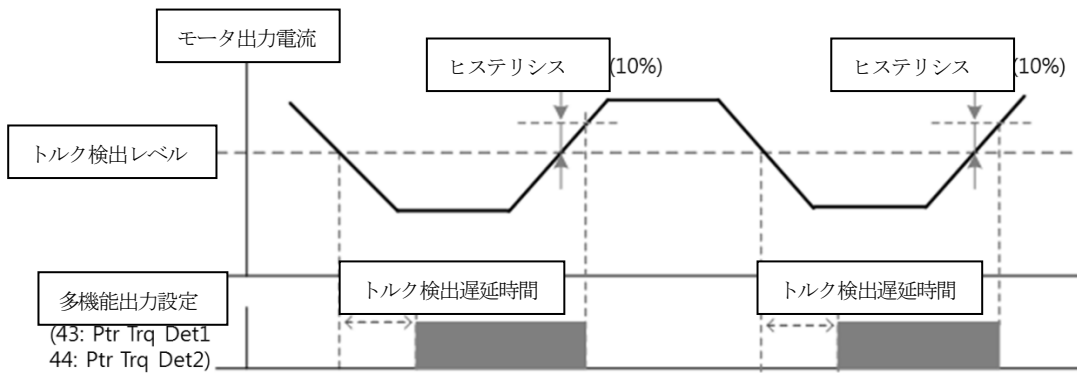 モータ出力電流
ヒステリシス (10%)
ヒステリシス (10%)
トルク検出レベル
トルク検出遅延時間
トルク検出遅延時間
多機能出力設定
(43: Ptr Trq Det1
44: Ptr Trq Det2)